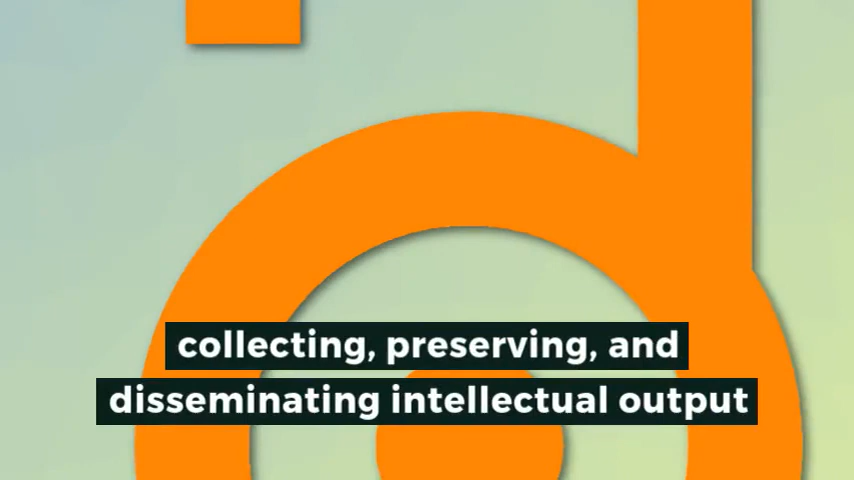 collecting, preserving, and
disseminating intellectual output